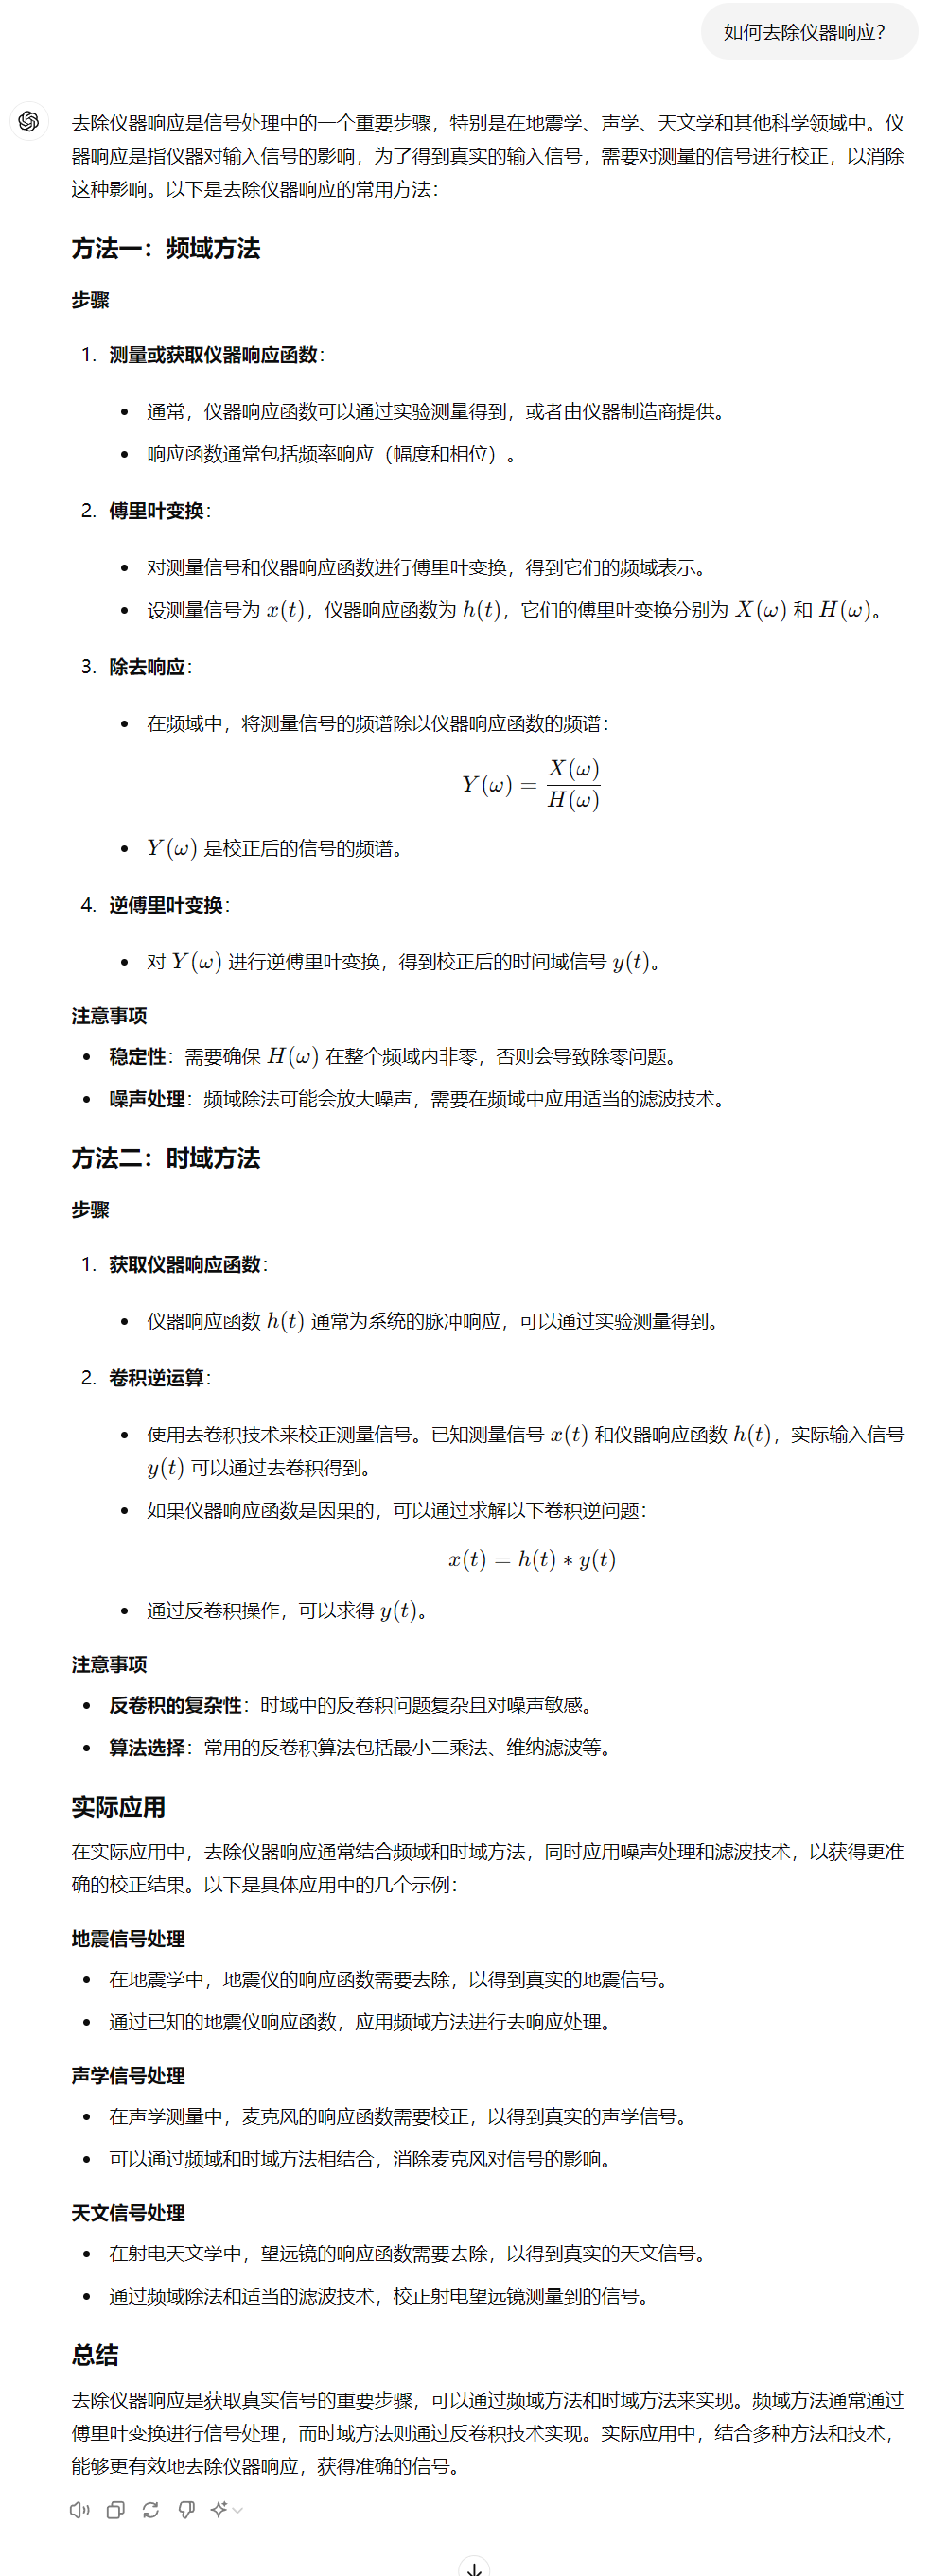 如何去除仪器响应？
去除仪器响应是信号处理中的一个重要步骤，特别是在地震学、声学、天文学和其他科学领域中。仪
器响应是指仪器对输入信号的影响，为了得到真实的输入信号，需要对测量的信号进行校正，以消除
这种影响。以下是去除仪器响应的常用方法：
方法一：频域方法
步骤
1. 测量或获取仪器响应函数：
• 通常，仪器响应函数可以通过实验测量得到，或者由仪器制造商提供。
• 响应函数通常包括频率响应（幅度和相位）。
2. 傅里叶变换：
• 对测量信号和仪器响应函数进行傅里叶变换，得到它们的频域表示。
• 设测量信号为 x(t)，仪器响应函数为 h(t)，它们的傅里叶变换分别为 X(ω) 和 H(ω)。
3. 除去响应：
• 在频域中，将测量信号的频谱除以仪器响应函数的频谱：
Y(ω) = X(ω)/H(ω)
• Y(ω) 是校正后的信号的频谱。
4. 逆傅里叶变换：
• 对 Y(ω) 进行逆傅里叶变换，得到校正后的时间域信号 y(t)。
注意事项
• 稳定性：需要确保 H(ω) 在整个频域内非零，否则会导致除零问题。
• 噪声处理：频域除法可能会放大噪声，需要在频域中应用适当的滤波技术。
方法二：时域方法
步骤
1. 获取仪器响应函数：
• 仪器响应函数 h(t) 通常为系统的脉冲响应，可以通过实验测量得到。
2. 卷积逆运算：
• 使用去卷积技术来校正测量信号。已知测量信号 x(t) 和仪器响应函数 h(t)，实际输入信号
y(t) 可以通过去卷积得到。
• 如果仪器响应函数是因果的，可以通过求解以下卷积逆问题：
x(t) = h(t) * y(t)
• 通过反卷积操作，可以求得 y(t)。
注意事项
• 反卷积的复杂性：时域中的反卷积问题复杂且对噪声敏感。
• 算法选择：常用的反卷积算法包括最小二乘法、维纳滤波等。
实际应用
在实际应用中，去除仪器响应通常结合频域和时域方法，同时应用噪声处理和滤波技术，以获得更准
确的校正结果。以下是具体应用中的几个示例：
地震信号处理
• 在地震学中，地震仪的响应函数需要去除，以得到真实的地震信号。
• 通过已知的地震仪响应函数，应用频域方法进行去响应处理。
声学信号处理
• 在声学测量中，麦克风的响应函数需要校正，以得到真实的声学信号。
• 可以通过频域和时域方法相结合，消除麦克风对信号的影响。
天文信号处理
• 在射电天文学中，望远镜的响应函数需要去除，以得到真实的天文信号。
• 通过频域除法和适当的滤波技术，校正射电望远镜测量到的信号。
总结
去除仪器响应是获取真实信号的重要步骤，可以通过频域方法和时域方法来实现。频域方法通常通过
傅里叶变换进行信号处理，而时域方法则通过反卷积技术实现。实际应用中，结合多种方法和技术，
能够更有效地去除仪器响应，获得准确的信号。